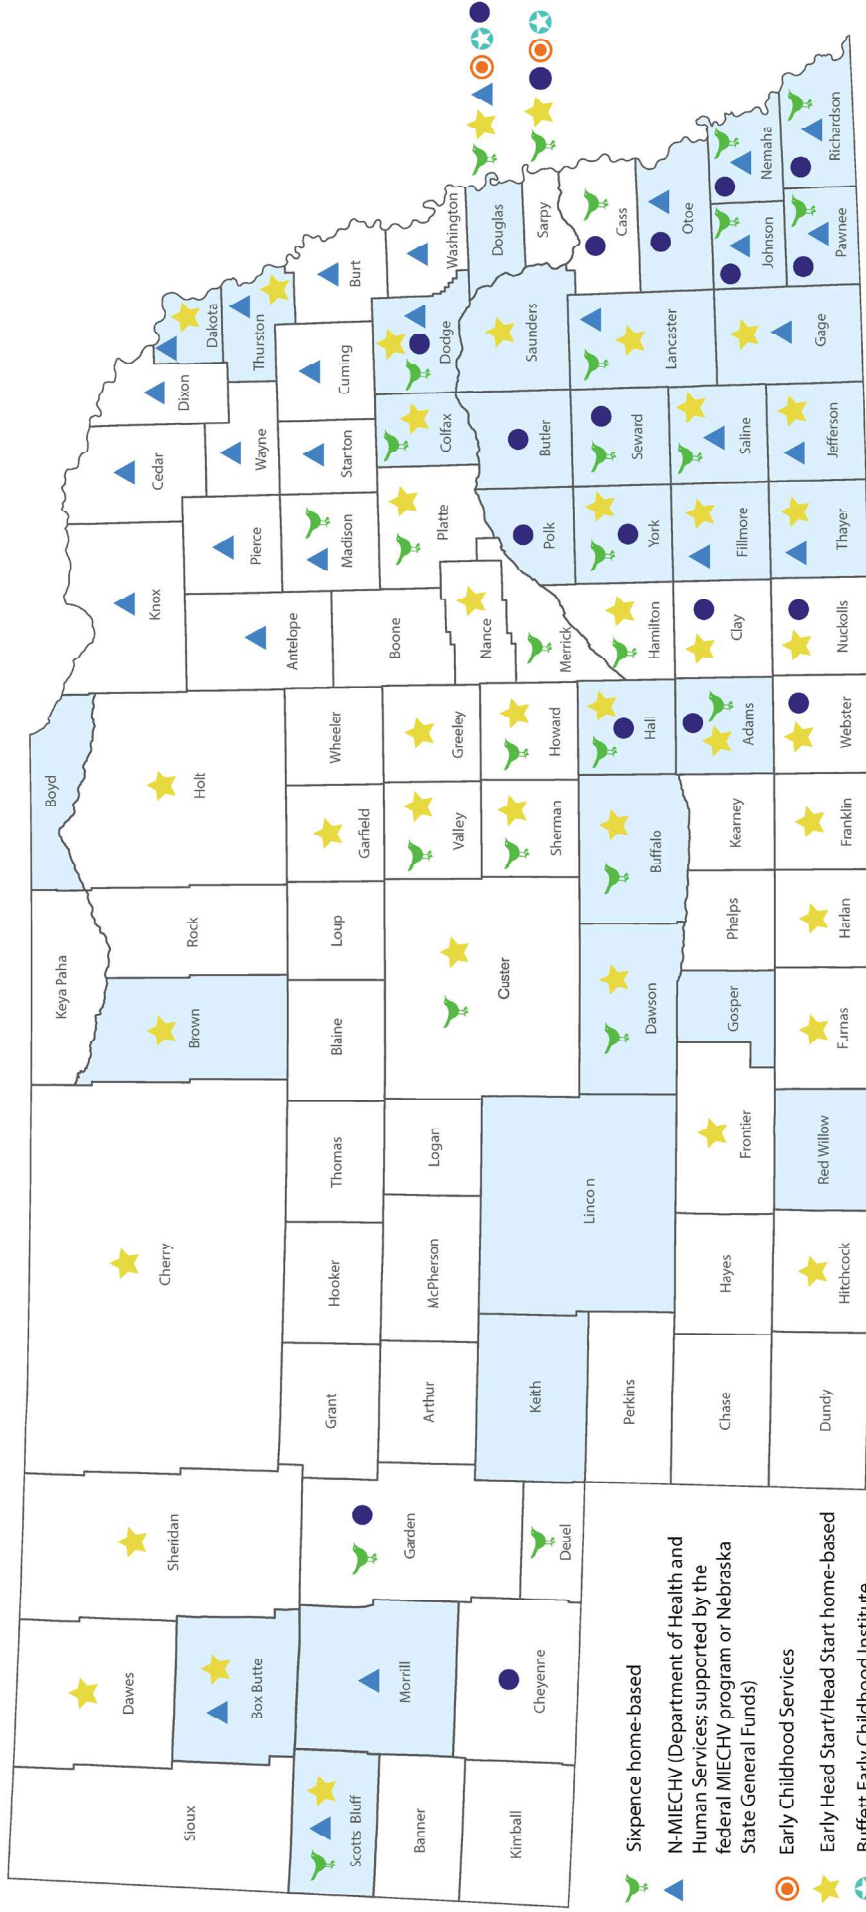 Sioux
Dawes
Sheridan
Cherry
Keya Paha
Boyd
Knox
Cedar
Dixon
Dakota
Box Butte
Brown
Rock
Holt
Antelope
Pierce
Wayne
Thurston
Scotts Bluff
Morrill
Garden
Grant
Hooker
Thomas
Blaine
Loup
Garfield
Wheeler
Boone
Madison
Starton
Cuming
Burt
Banner
Arthur
McPherson
Logan
Custer
Valley
Greeley
Nance
Platte
Colfax
Dodge
Washington
Kimball
Cheyenne
Deuel
Keith
Lincoln
Sherman
Howard
Merrick
Polk
Butler
Saunders
Douglas
Sarpy
Perkins
Dawson
Buffalo
Hall
Hamilton
York
Seward
Lancaster
Cass
Otoe
Chase
Hayes
Frontier
Gosper
Phelps
Kearney
Adams
Clay
Fillmore
Saline
Gage
Johnson
Nemaha
Dundy
Hitchcock
Red Willow
Furnas
Harlan
Franklin
Webster
Nuckolls
Thayer
Jefferson
Pawnee
Richardson
Sixpence home-based
N-MIECHV (Department of Health and
Human Services; supported by the
federal MIECHV program or Nebraska
State General Funds)
Early Childhood Services
Early Head Start/Head Start home-based
Buffett Early Childhood Institute